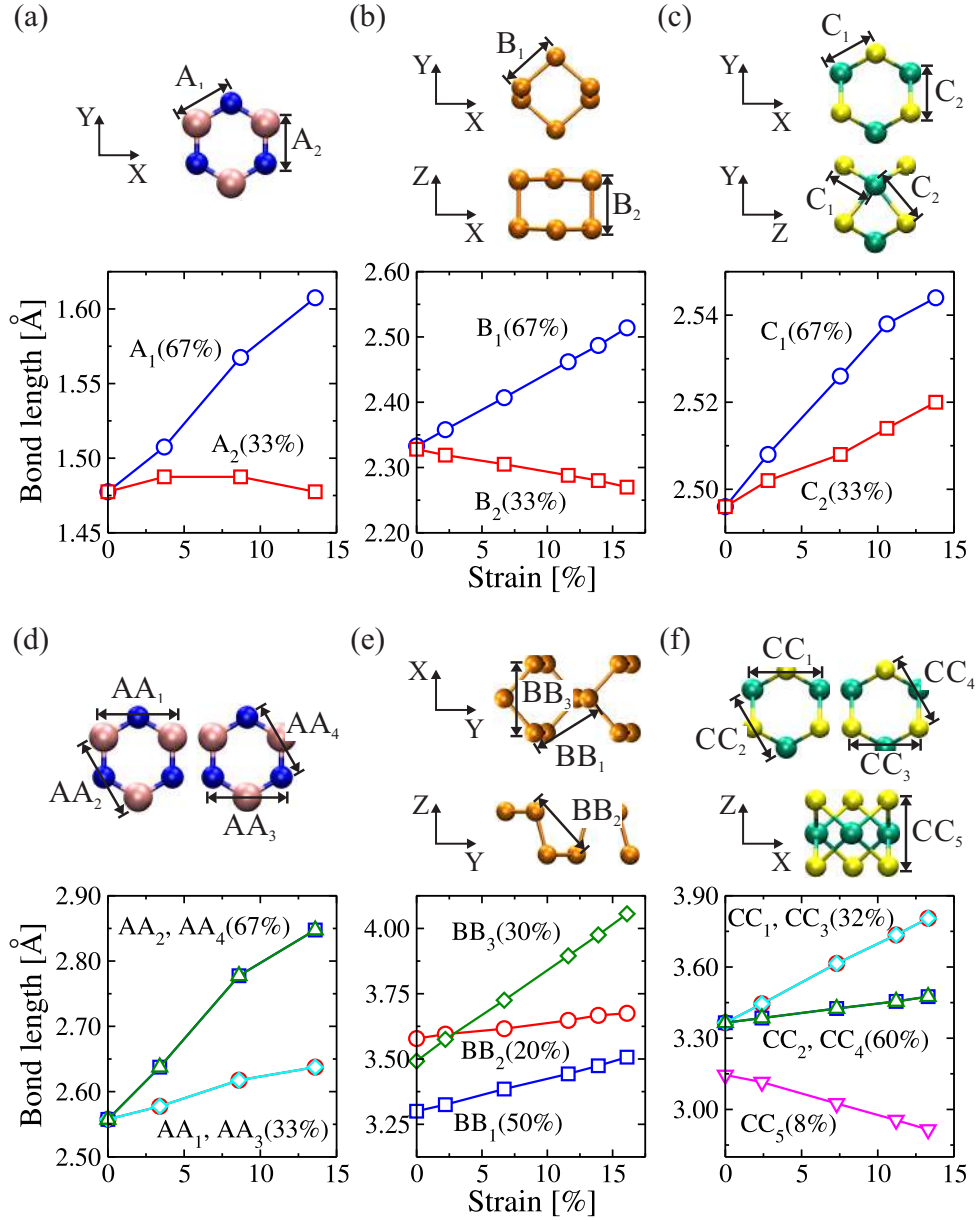 (a)
(b)
(c)
A₁
A₂
Y
X
B₁
Y
X
B₂
Z
X
C₁
C₂
Y
X
C₁
C₂
Y
Z
Bond length [Å]
1.60
1.55
1.50
1.45
A₁(67%)
A₂(33%)
0 5 10 15
2.60
2.50
2.40
2.30
2.20
B₁(67%)
B₂(33%)
0 5 10 15
Strain [%]
2.54
2.52
2.50
C₁(67%)
C₂(33%)
0 5 10 15
(d)
(e)
(f)
AA₁
AA₂
AA₃
AA₄
X
Y
BB₃
BB₁
Z
Y
BB₂
Y
X
CC₁
CC₂
CC₃
CC₄
Z
X
CC₅
Y
X
Bond length [Å]
2.90
2.80
2.70
2.60
2.50
AA₂, AA₄(67%)
AA₁, AA₃(33%)
0 5 10 15
4.00
3.75
3.50
3.25
BB₃(30%)
BB₂(20%)
BB₁(50%)
0 5 10 15
Strain [%]
3.90
3.60
3.30
3.00
CC₁, CC₃(32%)
CC₂, CC₄(60%)
CC₅(8%)
0 5 10 15